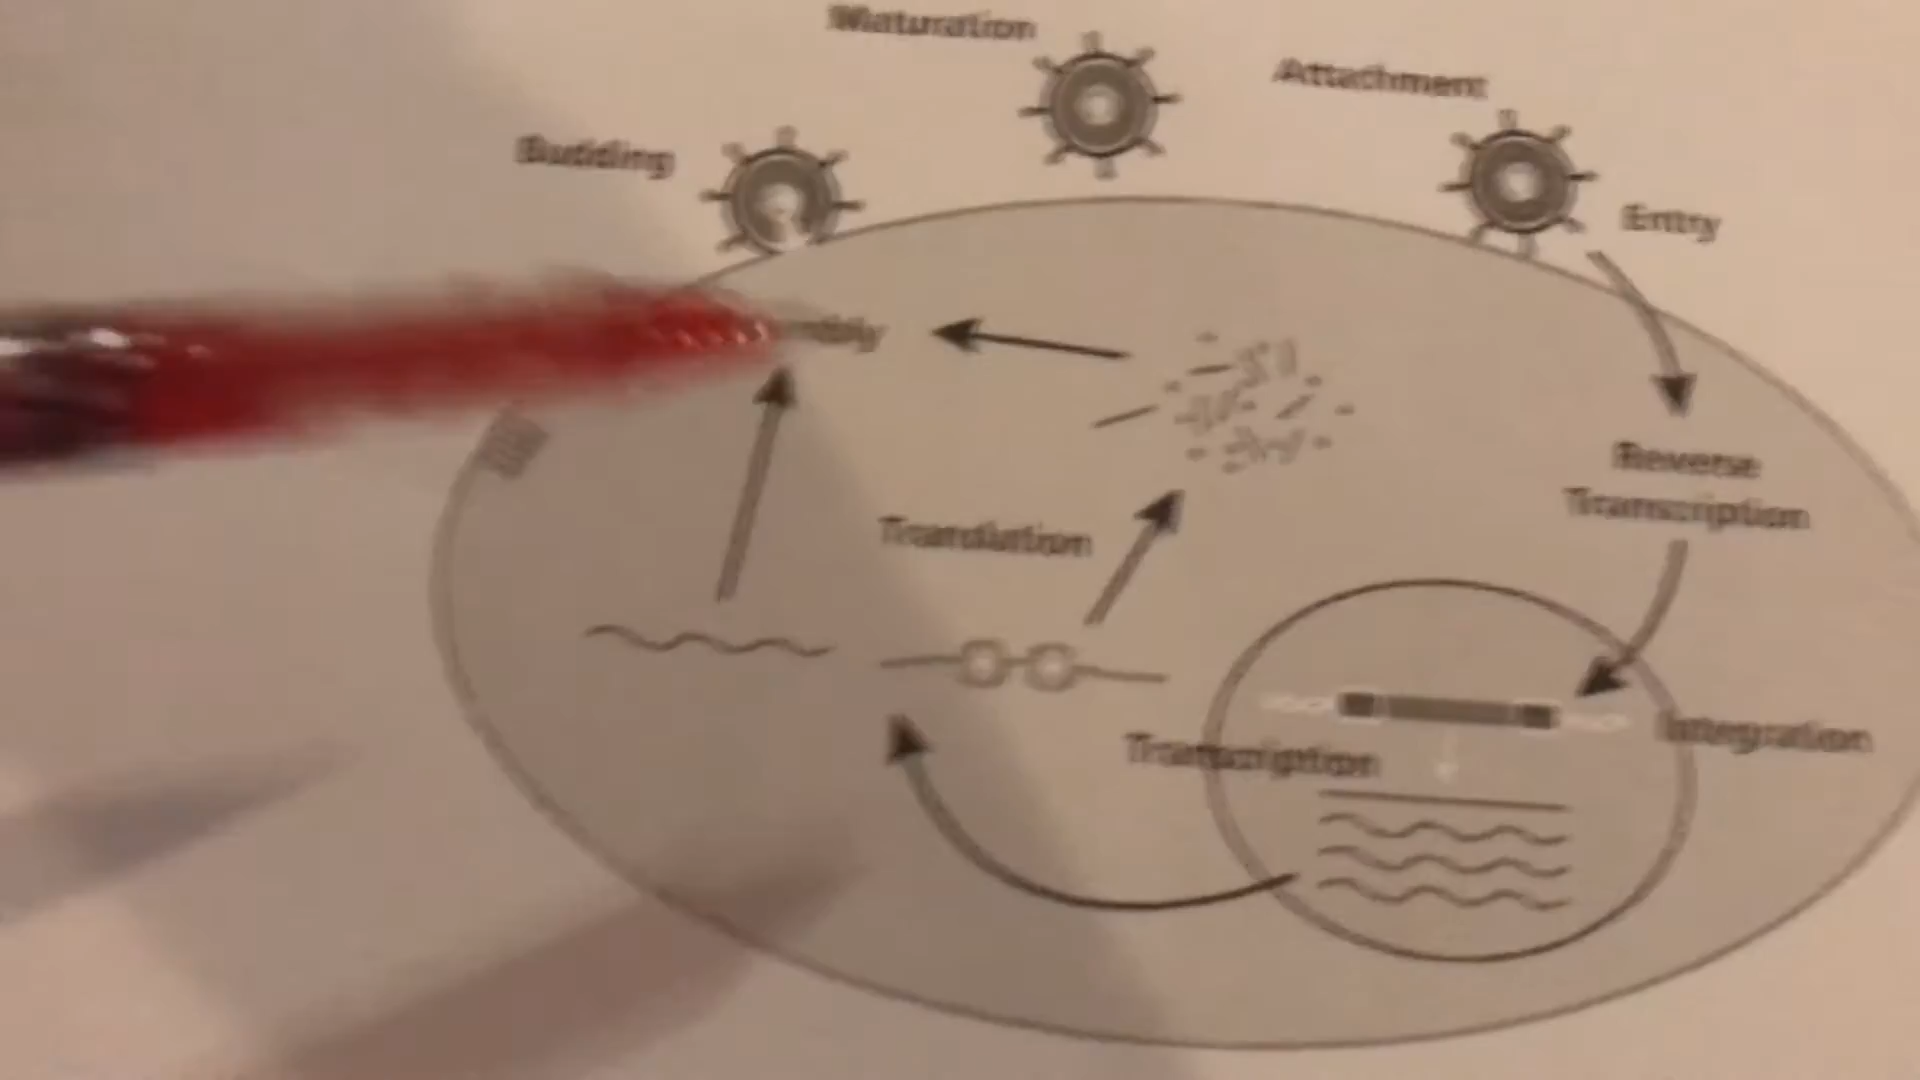 Maturation
Attachment
Budding
Entry
Reverse
Transcription
Translation
Integration
Transcription